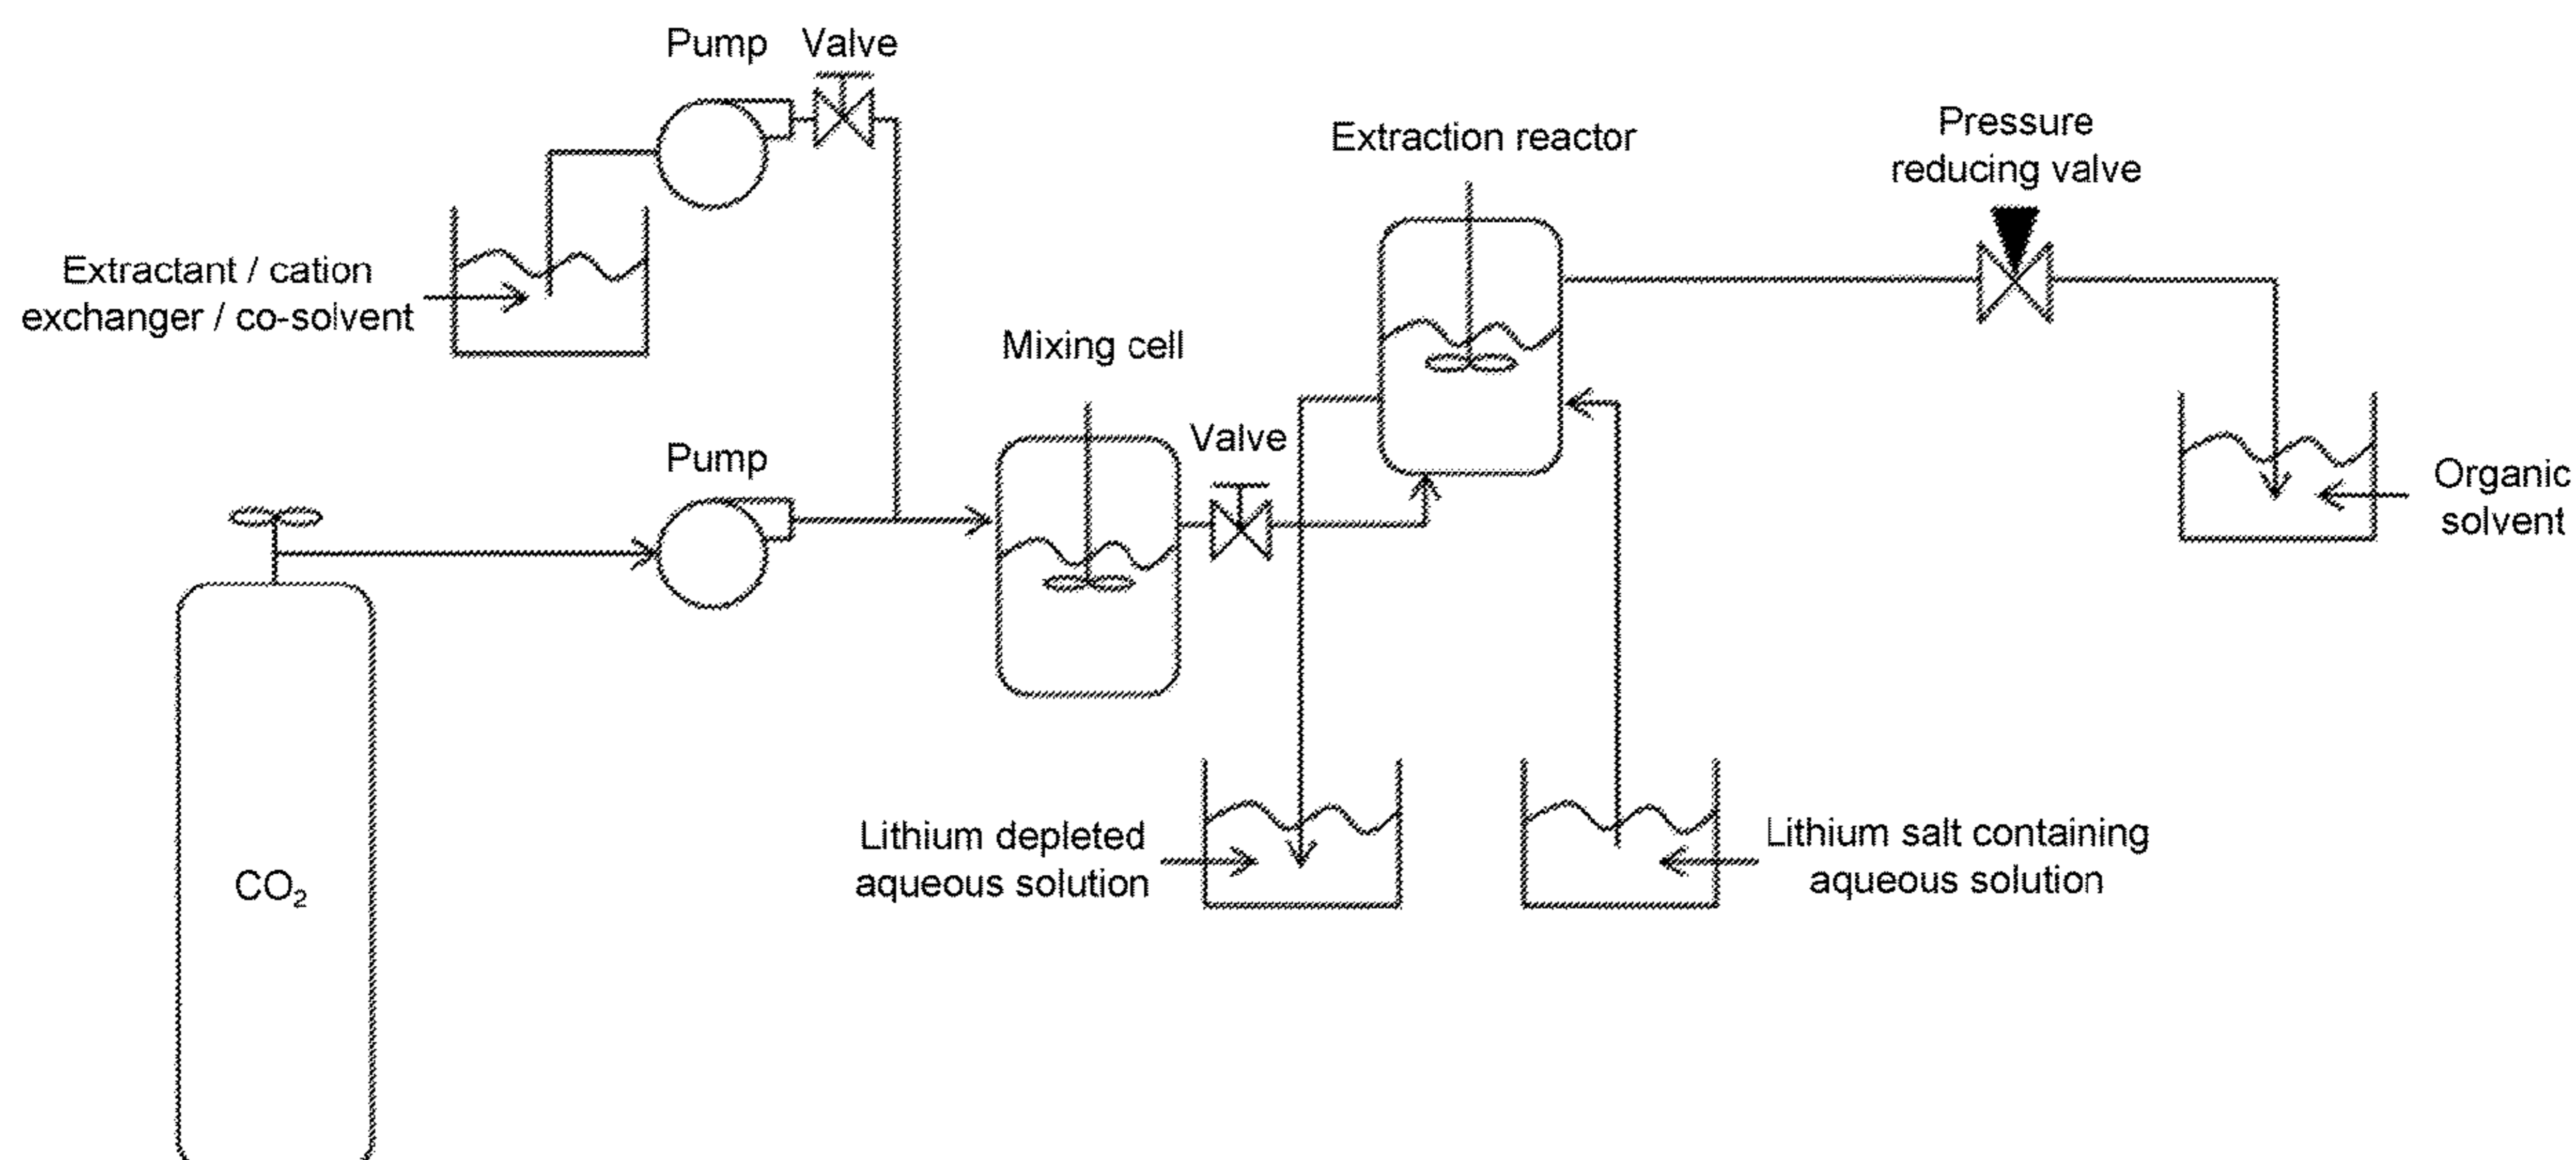 Pump
Valve
Extraction reactor
Pressure
reducing valve
Extractant / cation
exchanger / co-solvent
Mixing cell
Valve
Pump
Organic
solvent
Lithium depleted
aqueous solution
Lithium salt containing
aqueous solution
CO₂